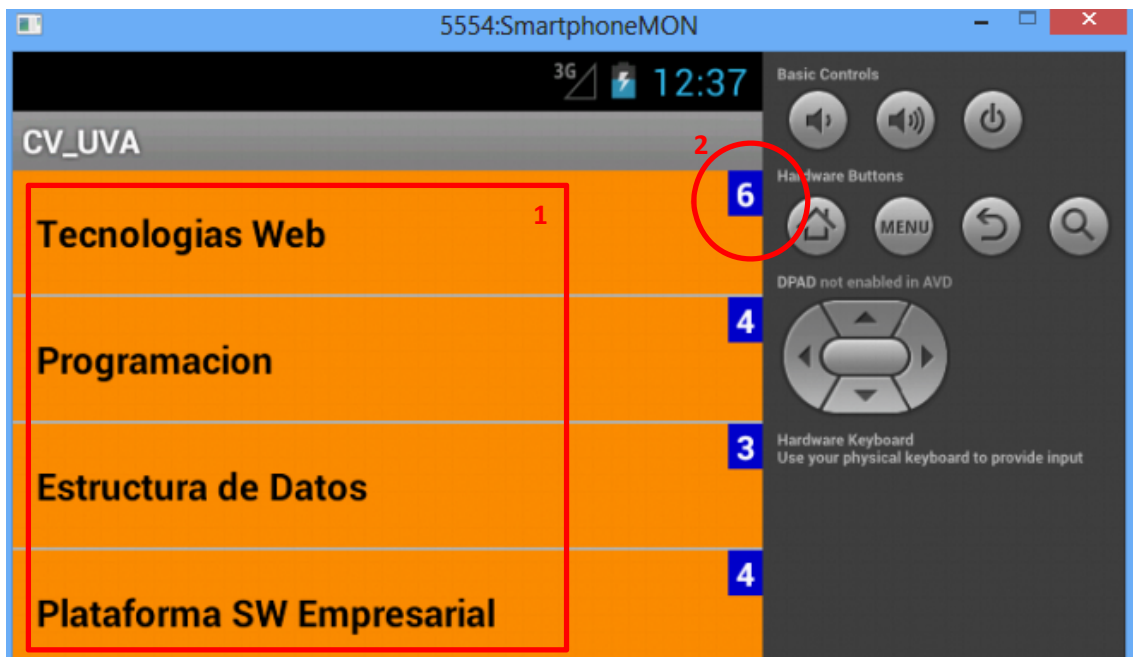 5554:SmartphoneMON
3G 12:37
CV_UVA
2
6
1
Tecnologias Web
4
Programacion
3
Estructura de Datos
4
Plataforma SW Empresarial
Basic Controls
Hardware Buttons
MENU
DPAD not enabled in AVD
Hardware Keyboard
Use your physical keyboard to provide input